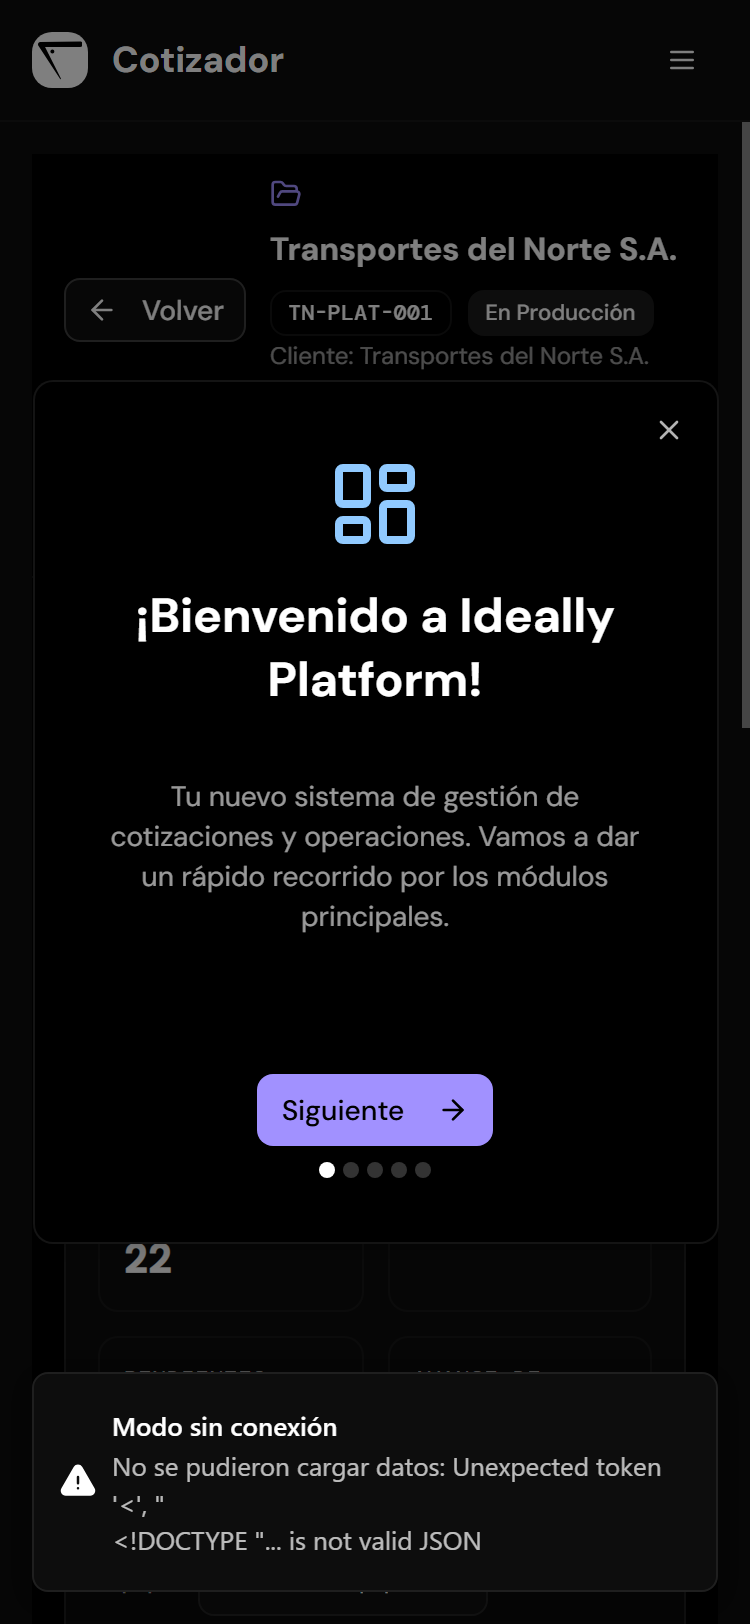 Cotizador
Transportes del Norte S.A.
Volver
TN-PLAT-001
En Producción
Cliente: Transportes del Norte S.A.
¡Bienvenido a Ideally
Platform!
Tu nuevo sistema de gestión de
cotizaciones y operaciones. Vamos a dar
un rápido recorrido por los módulos
principales.
Siguiente
22
Modo sin conexión
No se pudieron cargar datos: Unexpected token
'<', "
<!DOCTYPE "... is not valid JSON